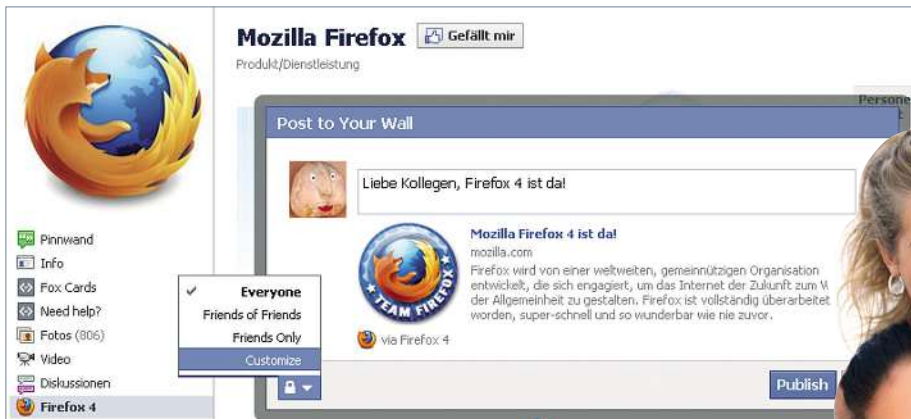 Mozilla Firefox
Gefällt mir
Produkt/Dienstleistung
Persone
t
Post to Your Wall
Liebe Kollegen, Firefox 4 ist da!
Mozilla Firefox 4 ist da!
mozilla.com
Firefox wird von einer weltweiten, gemeinnützigen Organisation
entwickelt, die sich engagiert, um das Internet der Zukunft zum W
der Allgemeinheit zu gestalten. Firefox ist vollständig überarbeitet
worden, super-schnell und so wunderbar wie nie zuvor.
TEAM FIREFOX
via Firefox 4
Pinnwand
Info
Fox Cards
Need help?
Fotos (806)
Video
Diskussionen
Firefox 4
Everyone
Friends of Friends
Friends Only
Customize
Publish